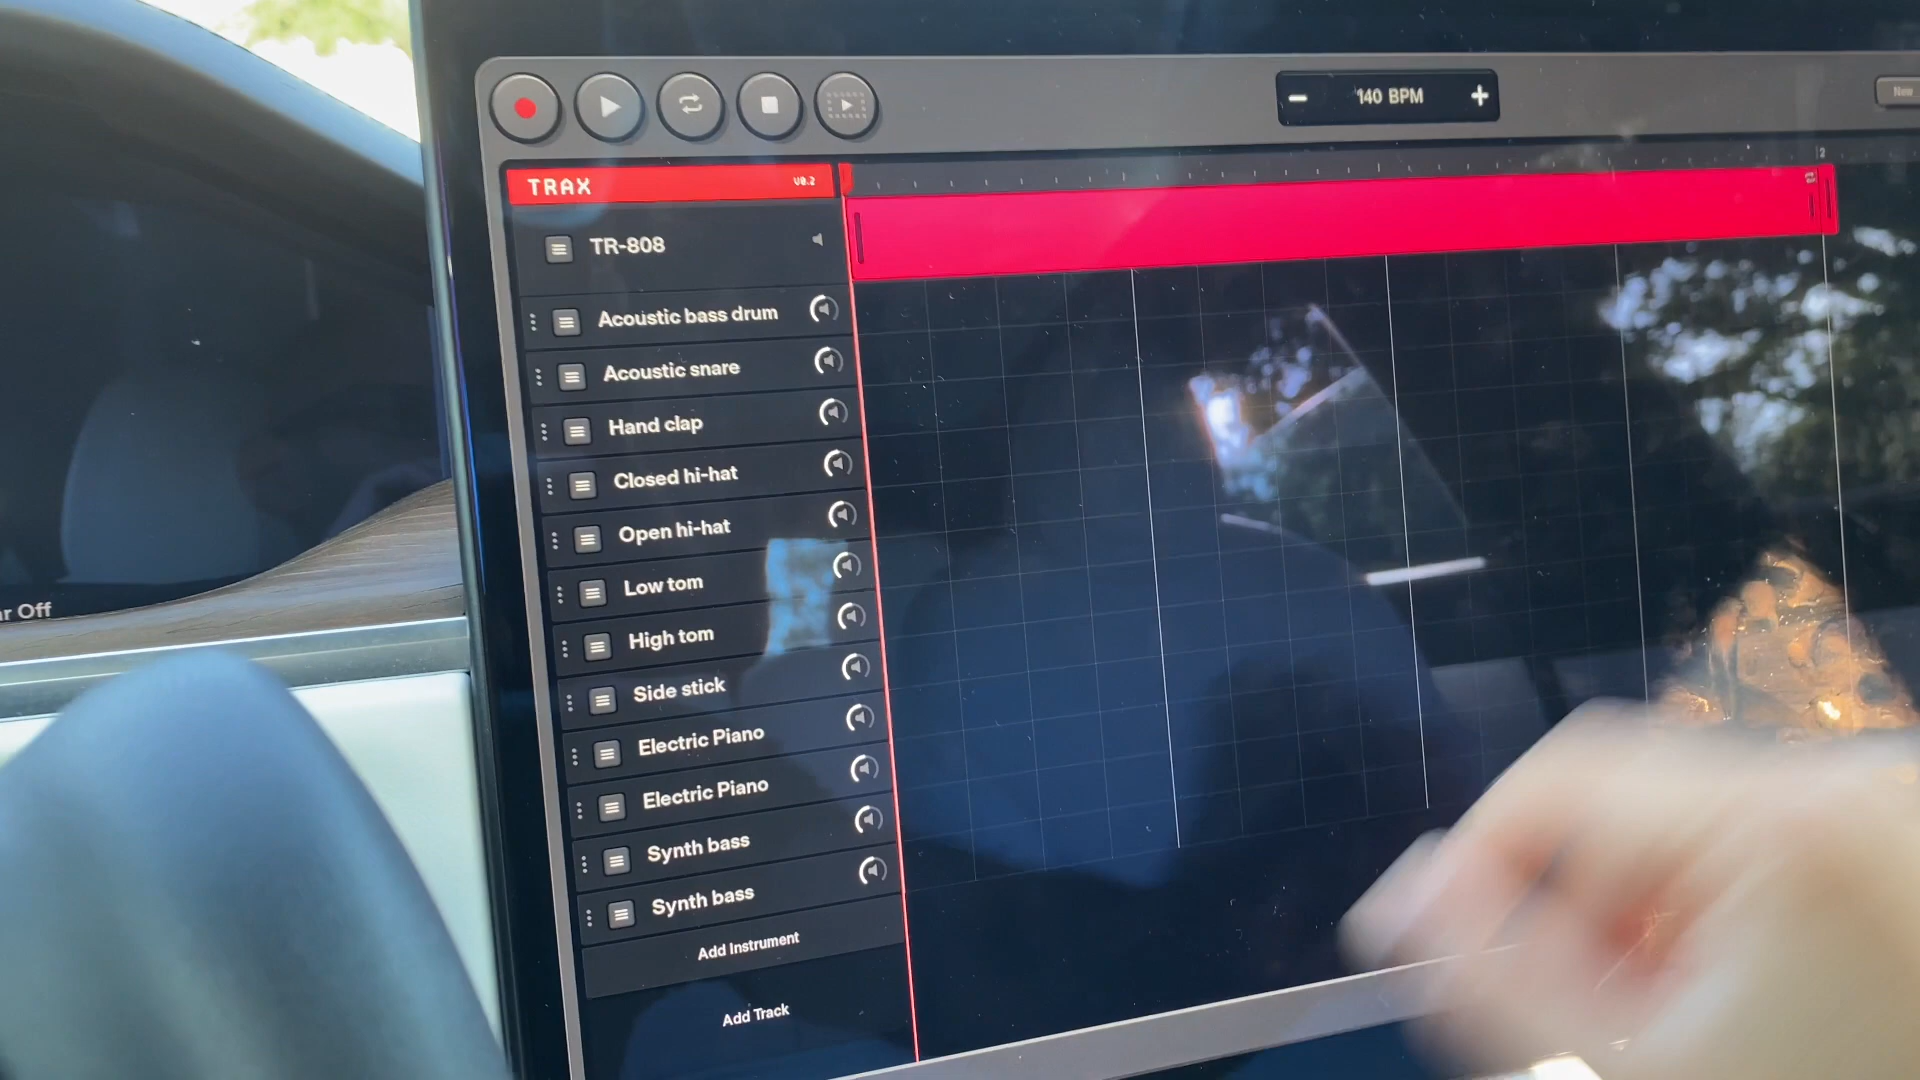 140 BPM
New
TRAX V0.2
2
TR-808
Acoustic bass drum
Acoustic snare
Hand clap
Closed hi-hat
Open hi-hat
Low tom
High tom
Side stick
Electric Piano
Electric Piano
Synth bass
Synth bass
Add Instrument
Add Track
r Off